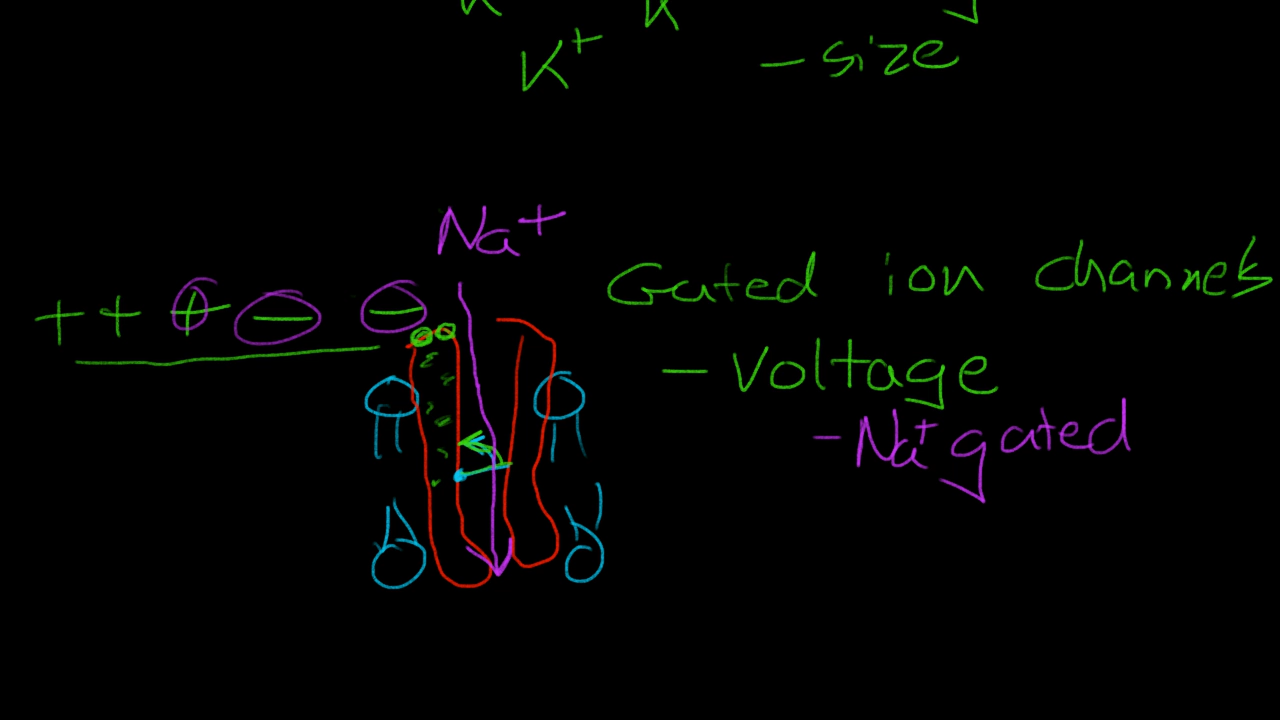 K⁺ - size
Na⁺
+ + + - -
Gated ion channels
- Voltage
- Na⁺ gated